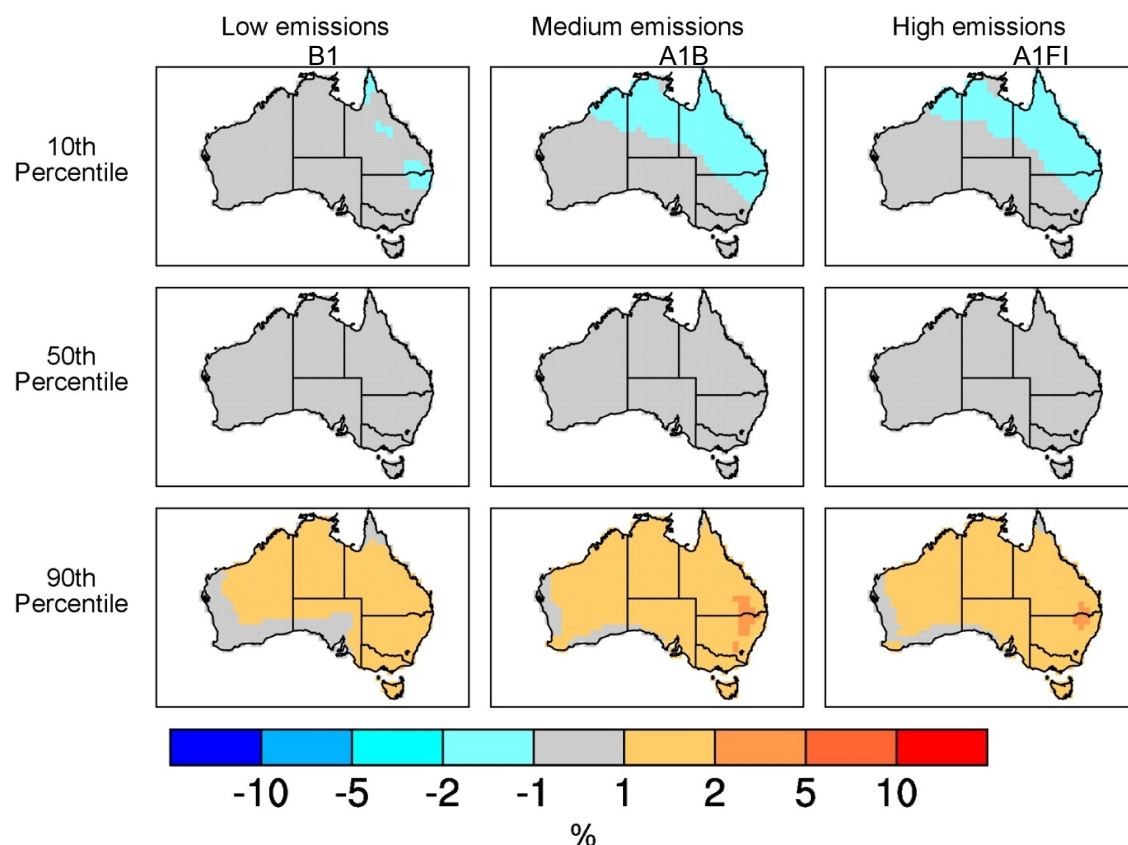 Low emissions Medium emissions High emissions
B1 A1B A1FI
10th
Percentile
50th
Percentile
90th
Percentile
-10 -5 -2 -1 1 2 5 10
%